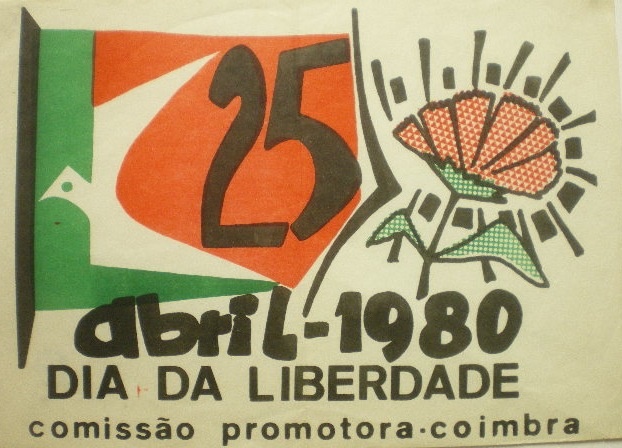 25
abril-1980
DIA DA LIBERDADE
comissão promotora·coimbra